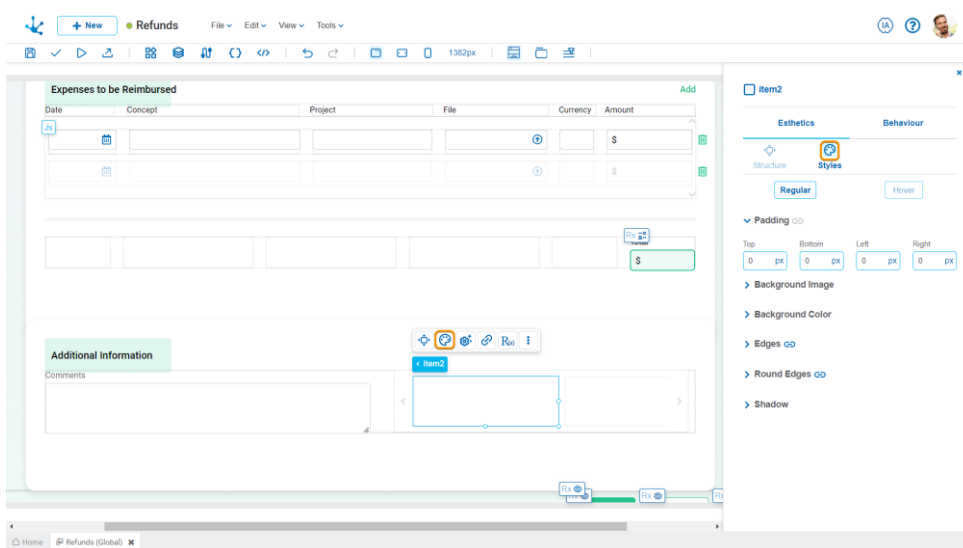 + New
Refunds
File
Edit
View
Tools
IA
?
1382px
Expenses to be Reimbursed
Add
Date
Concept
Project
File
Currency
Amount
Js
$
$
Rx
$
Additional Information
R(x)
item2
Comments
Rx
Rx
Rx
item2
Esthetics
Behaviour
Structure
Styles
Regular
Hover
Padding
Top
Bottom
Left
Right
0 px
0 px
0 px
0 px
Background Image
Background Color
Edges
Round Edges
Shadow
Home
Refunds (Global)